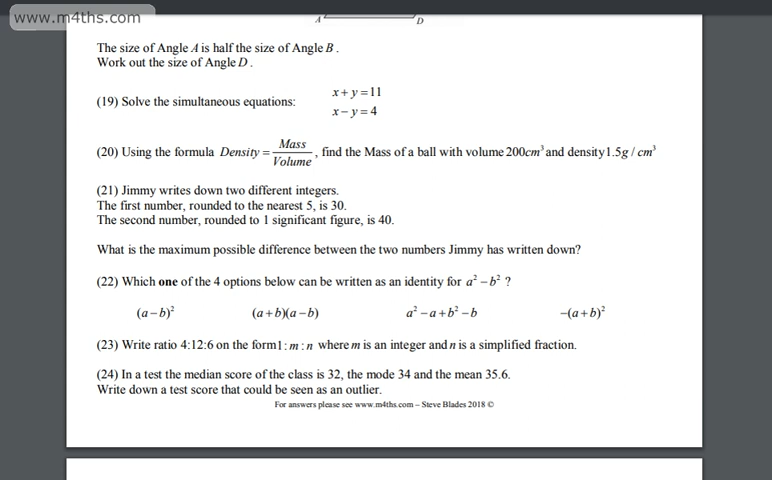 www.m4ths.com
A D
The size of Angle A is half the size of Angle B.
Work out the size of Angle D.
(19) Solve the simultaneous equations: x + y = 11
x − y = 4
(20) Using the formula Density = Mass / Volume, find the Mass of a ball with volume 200cm³ and density 1.5g / cm³
(21) Jimmy writes down two different integers.
The first number, rounded to the nearest 5, is 30.
The second number, rounded to 1 significant figure, is 40.
What is the maximum possible difference between the two numbers Jimmy has written down?
(22) Which one of the 4 options below can be written as an identity for a² − b² ?
(a − b)² (a + b)(a − b) a² − a + b² − b −(a + b)²
(23) Write ratio 4:12:6 on the form 1 : m : n where m is an integer and n is a simplified fraction.
(24) In a test the median score of the class is 32, the mode 34 and the mean 35.6.
Write down a test score that could be seen as an outlier.
For answers please see www.m4ths.com – Steve Blades 2018 ©